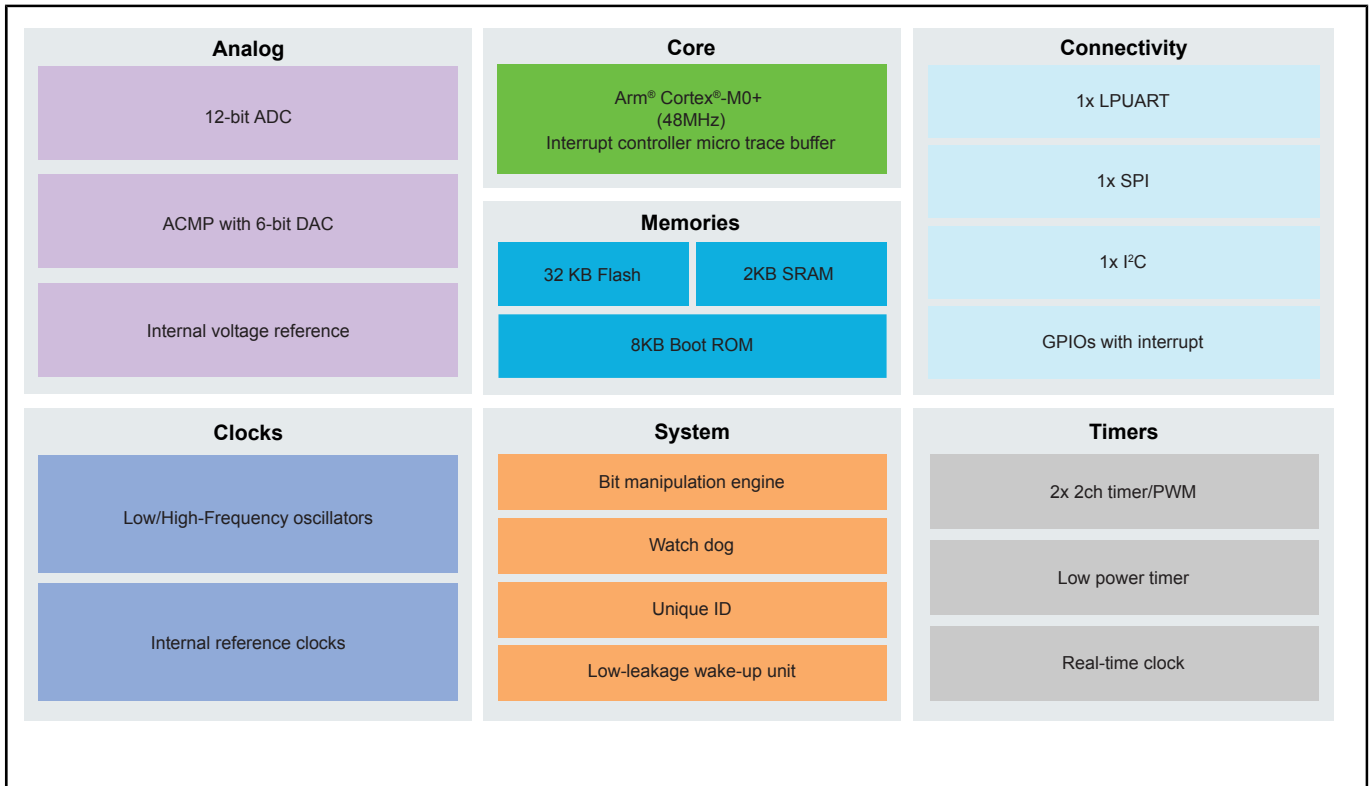 Analog
12-bit ADC
ACMP with 6-bit DAC
Internal voltage reference
Core
Arm® Cortex®-M0+
(48MHz)
Interrupt controller micro trace buffer
Memories
32 KB Flash
2KB SRAM
8KB Boot ROM
Connectivity
1x LPUART
1x SPI
1x I²C
GPIOs with interrupt
Clocks
Low/High-Frequency oscillators
Internal reference clocks
System
Bit manipulation engine
Watch dog
Unique ID
Low-leakage wake-up unit
Timers
2x 2ch timer/PWM
Low power timer
Real-time clock